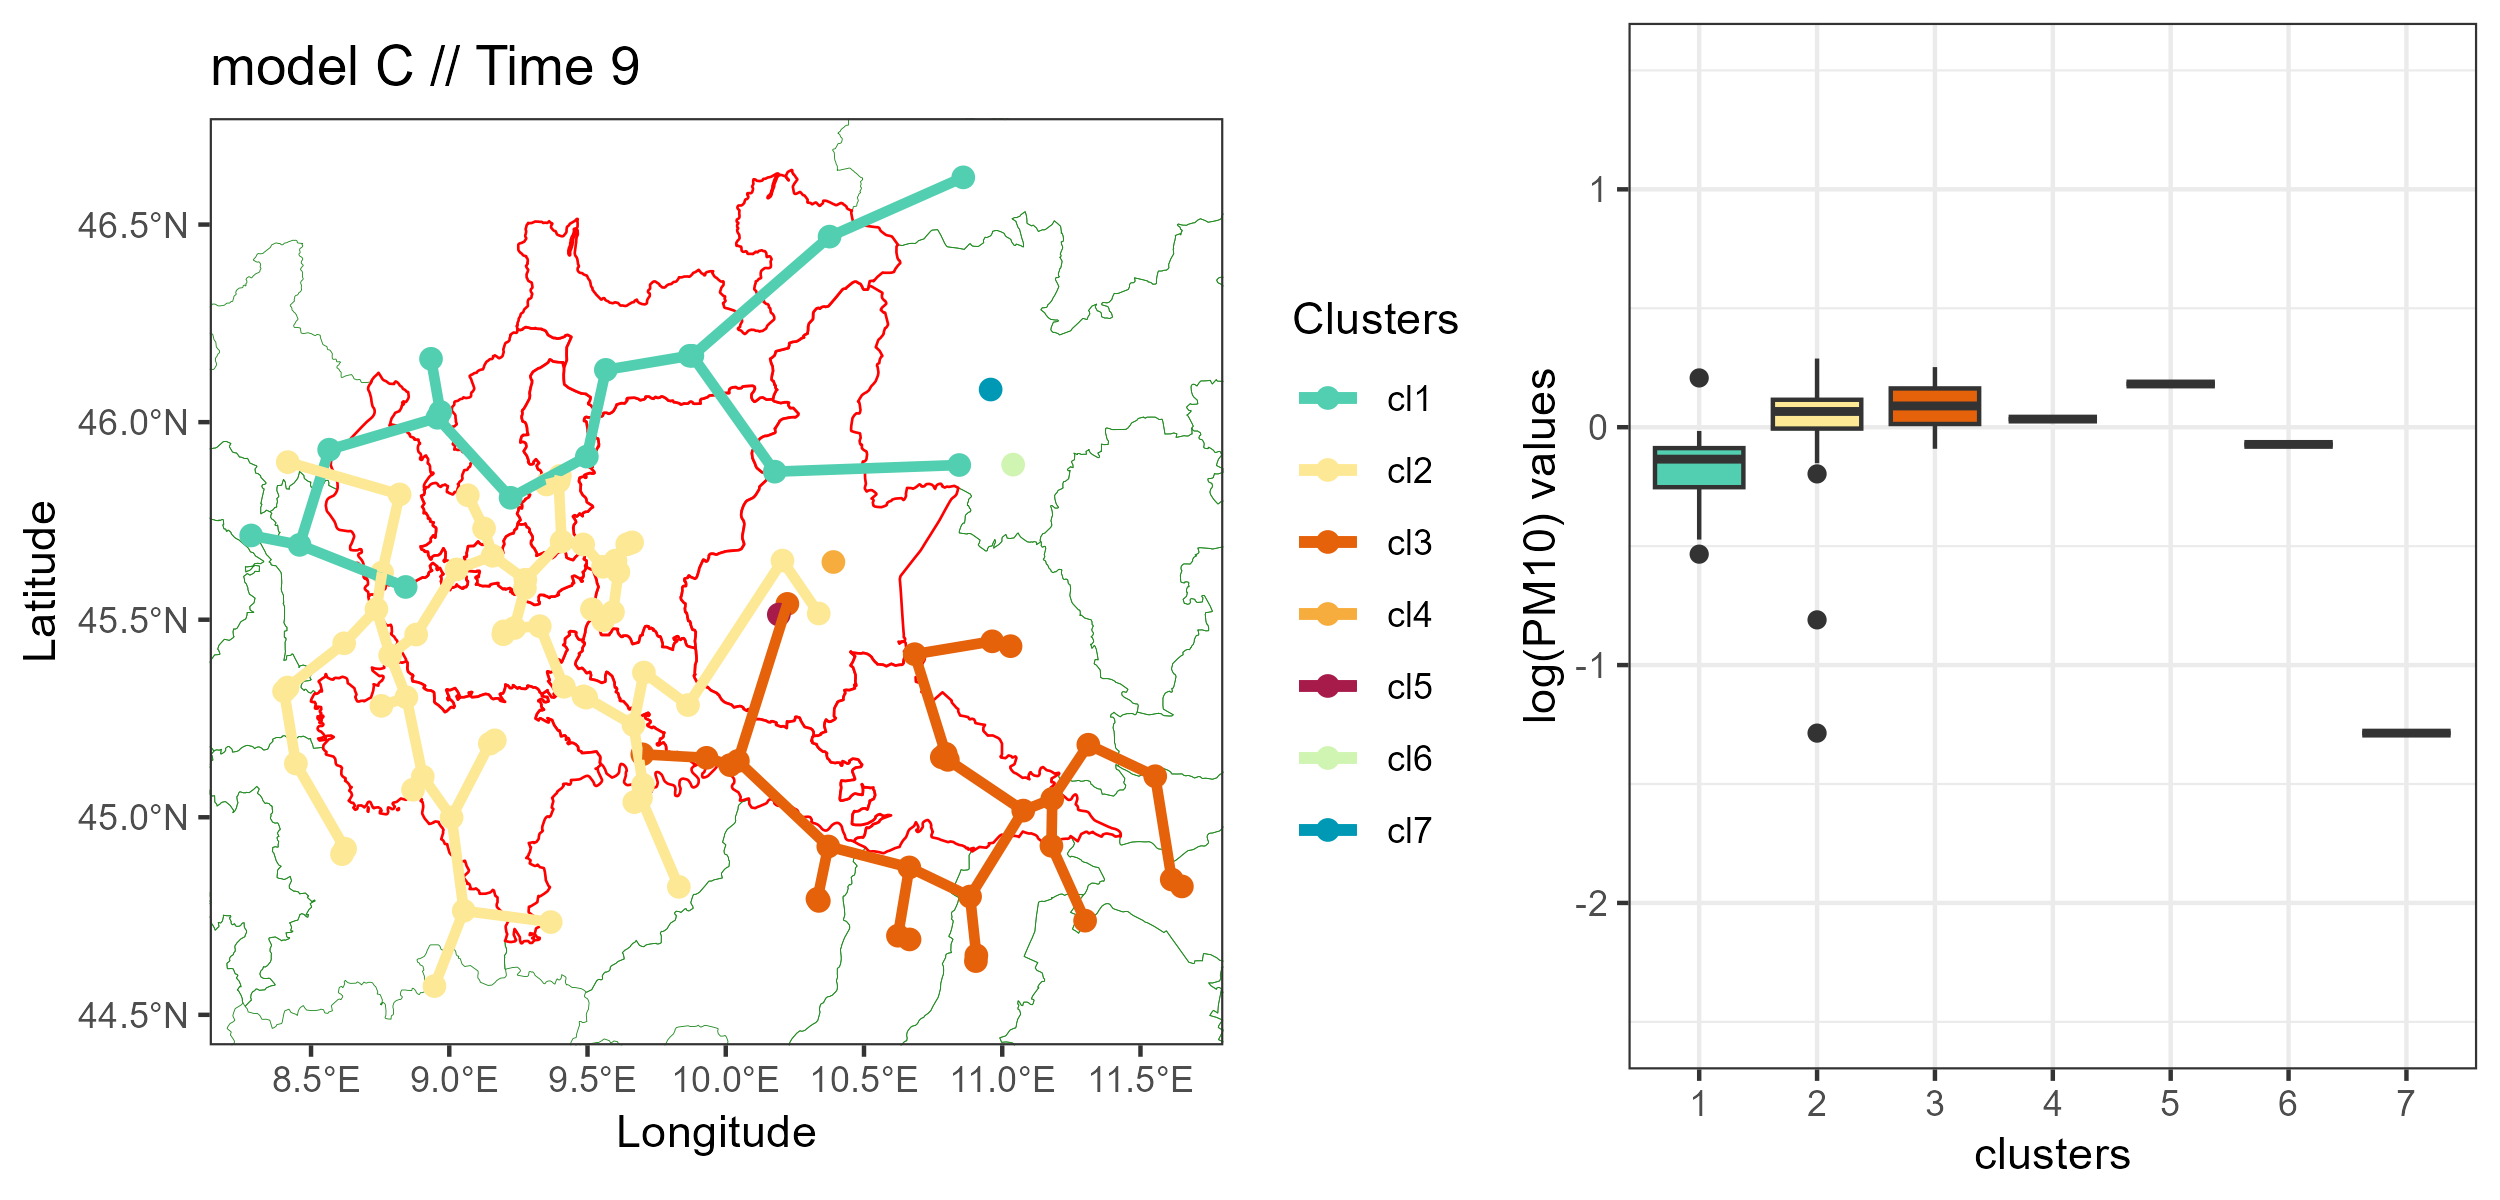 model C // Time 9
46.5°N
46.0°N
45.5°N
45.0°N
44.5°N
Latitude
8.5°E 9.0°E 9.5°E 10.0°E 10.5°E 11.0°E 11.5°E
Longitude
Clusters
cl1
cl2
cl3
cl4
cl5
cl6
cl7
log(PM10) values
1
0
-1
-2
1 2 3 4 5 6 7
clusters